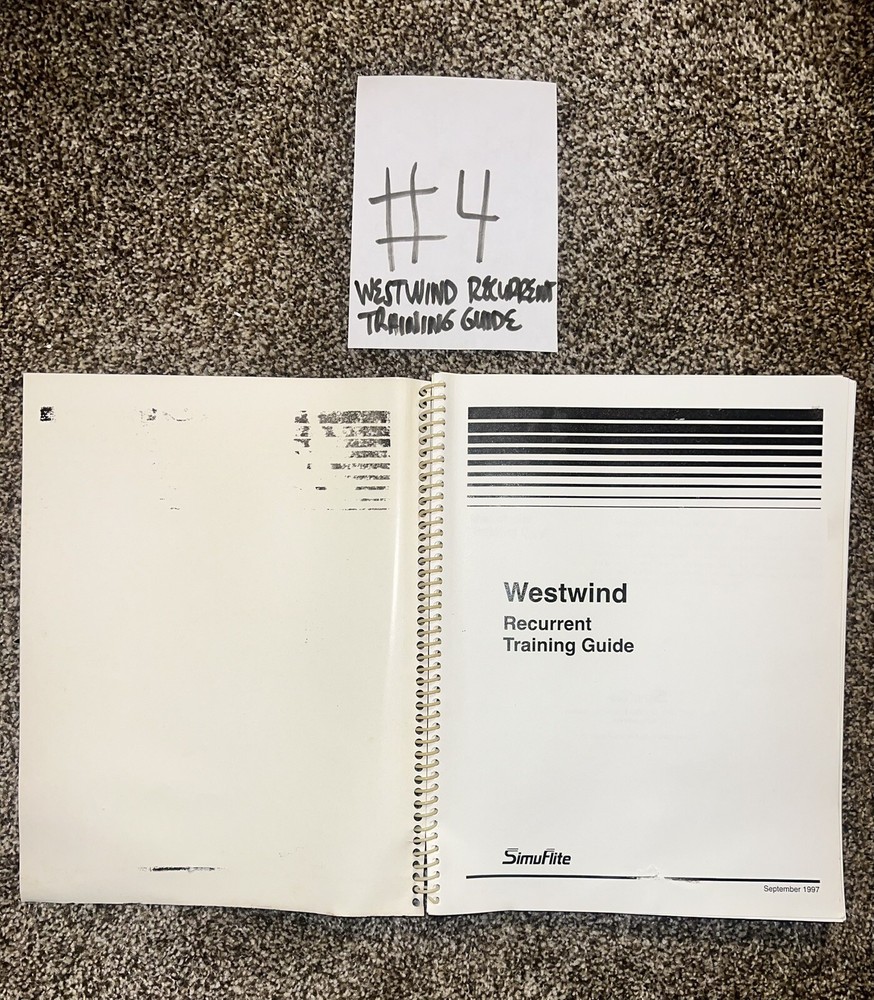 #4
WESTWIND RECURRENT
TRAINING GUIDE
Westwind
Recurrent
Training Guide
SimuFlite
September 1997